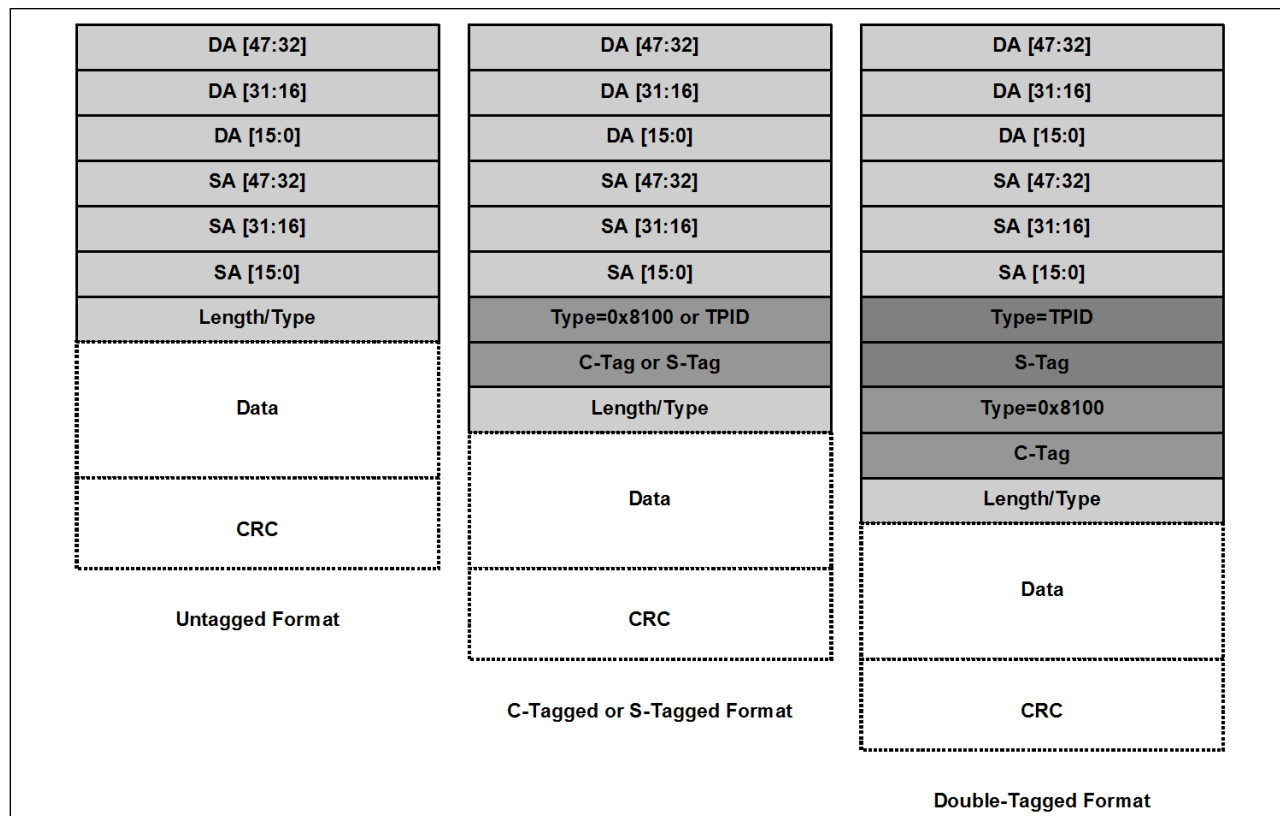 DA [47:32]
DA [31:16]
DA [15:0]
SA [47:32]
SA [31:16]
SA [15:0]
Length/Type
Data
CRC
Untagged Format
DA [47:32]
DA [31:16]
DA [15:0]
SA [47:32]
SA [31:16]
SA [15:0]
Type=0x8100 or TPID
C-Tag or S-Tag
Length/Type
Data
CRC
C-Tagged or S-Tagged Format
DA [47:32]
DA [31:16]
DA [15:0]
SA [47:32]
SA [31:16]
SA [15:0]
Type=TPID
S-Tag
Type=0x8100
C-Tag
Length/Type
Data
CRC
Double-Tagged Format